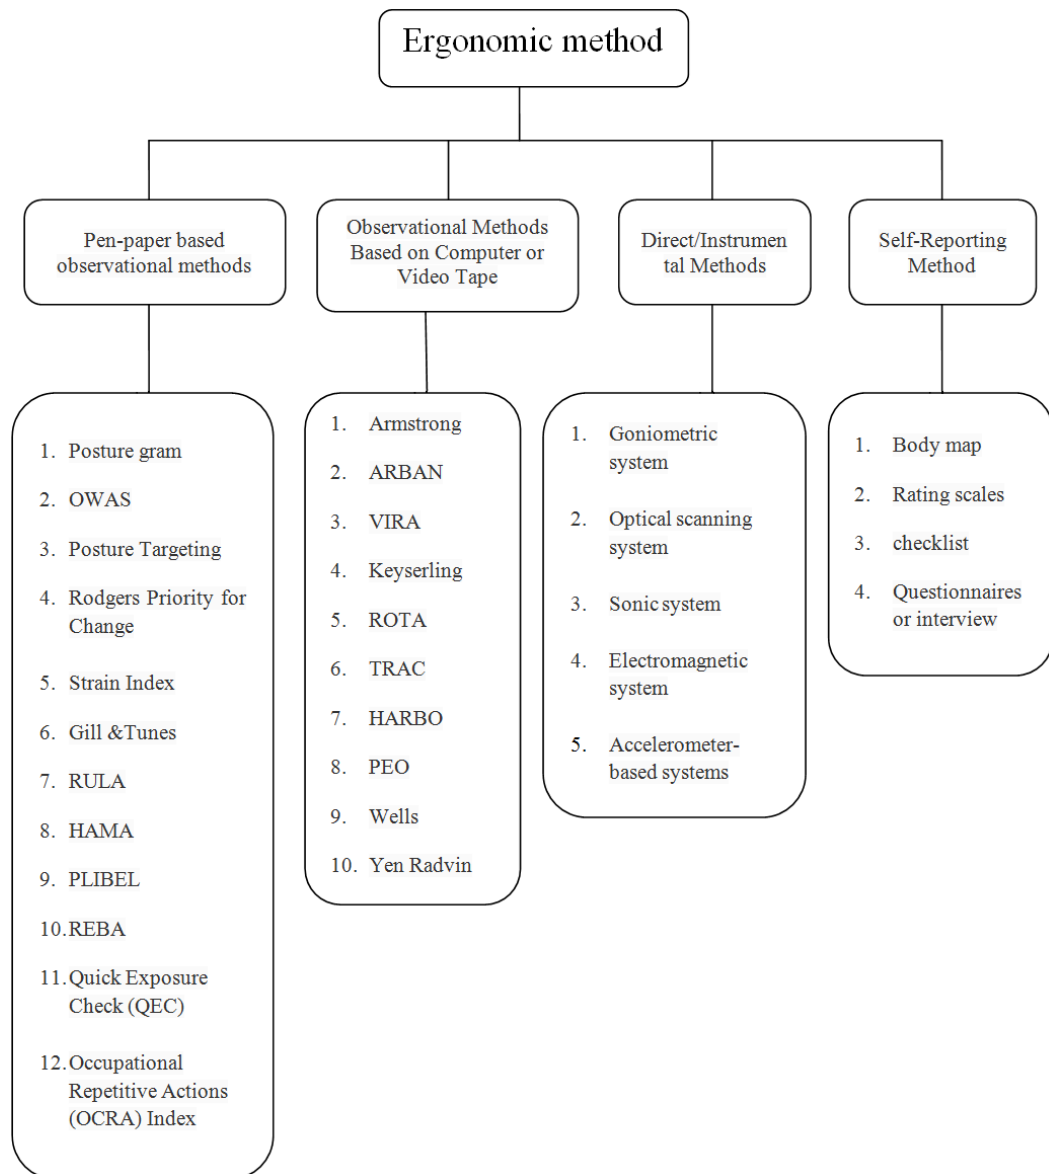 Ergonomic method
Pen-paper based
observational methods
Observational Methods
Based on Computer or
Video Tape
Direct/Instrumen
tal Methods
Self-Reporting
Method
1. Posture gram
2. OWAS
3. Posture Targeting
4. Rodgers Priority for
Change
5. Strain Index
6. Gill &Tunes
7. RULA
8. HAMA
9. PLIBEL
10. REBA
11. Quick Exposure
Check (QEC)
12. Occupational
Repetitive Actions
(OCRA) Index
1. Armstrong
2. ARBAN
3. VIRA
4. Keyserling
5. ROTA
6. TRAC
7. HARBO
8. PEO
9. Wells
10. Yen Radvin
1. Goniometric
system
2. Optical scanning
system
3. Sonic system
4. Electromagnetic
system
5. Accelerometer-
based systems
1. Body map
2. Rating scales
3. checklist
4. Questionnaires
or interview